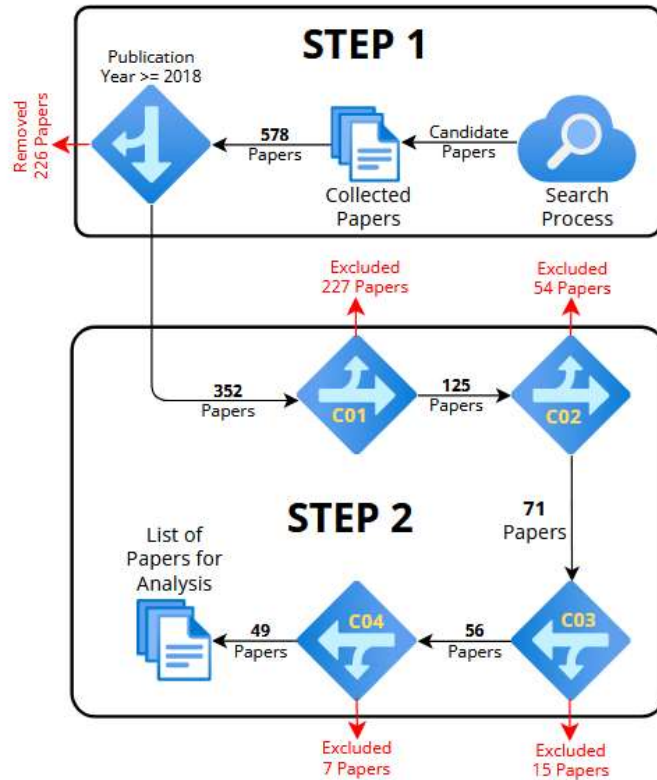 STEP 1
Publication
Year >= 2018
Removed
226 Papers
578
Papers
Collected
Papers
Candidate
Papers
Search
Process
Excluded
227 Papers
Excluded
54 Papers
352
Papers
C01
125
Papers
C02
STEP 2
71
Papers
List of
Papers for
Analysis
49
Papers
C04
56
Papers
C03
Excluded
7 Papers
Excluded
15 Papers